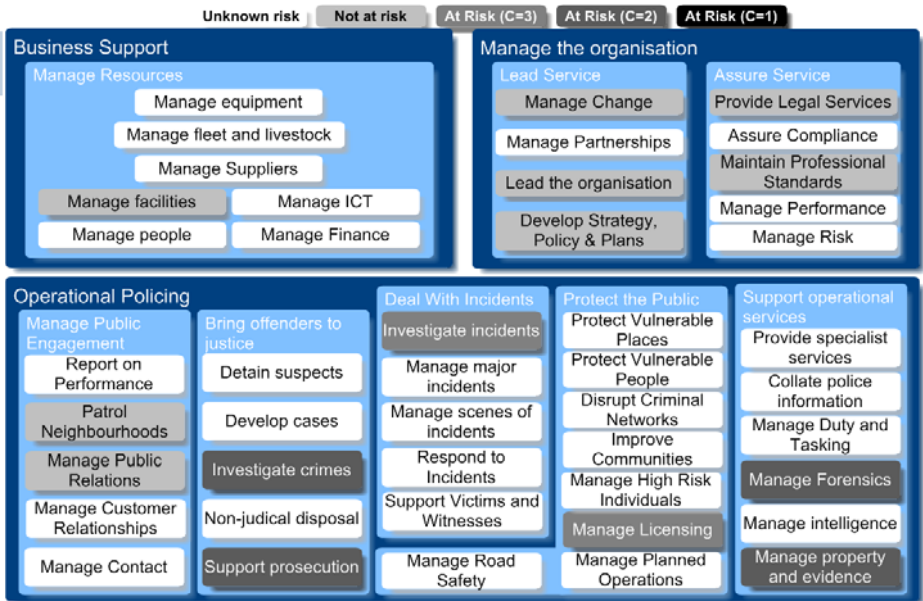 Unknown risk
Not at risk
At Risk (C=3)
At Risk (C=2)
At Risk (C=1)
Business Support
Manage Resources
Manage equipment
Manage fleet and livestock
Manage Suppliers
Manage facilities
Manage ICT
Manage people
Manage Finance
Manage the organisation
Lead Service
Manage Change
Manage Partnerships
Lead the organisation
Develop Strategy,
Policy & Plans
Assure Service
Provide Legal Services
Assure Compliance
Maintain Professional
Standards
Manage Performance
Manage Risk
Operational Policing
Manage Public
Engagement
Report on
Performance
Patrol
Neighbourhoods
Manage Public
Relations
Manage Customer
Relationships
Manage Contact
Bring offenders to
justice
Detain suspects
Develop cases
Investigate crimes
Non-judical disposal
Support prosecution
Deal With Incidents
Investigate incidents
Manage major
incidents
Manage scenes of
incidents
Respond to
Incidents
Support Victims and
Witnesses
Manage Road
Safety
Protect the Public
Protect Vulnerable
Places
Protect Vulnerable
People
Disrupt Criminal
Networks
Improve
Communities
Manage High Risk
Individuals
Manage Licensing
Manage Planned
Operations
Support operational
services
Provide specialist
services
Collate police
information
Manage Duty and
Tasking
Manage Forensics
Manage intelligence
Manage property
and evidence